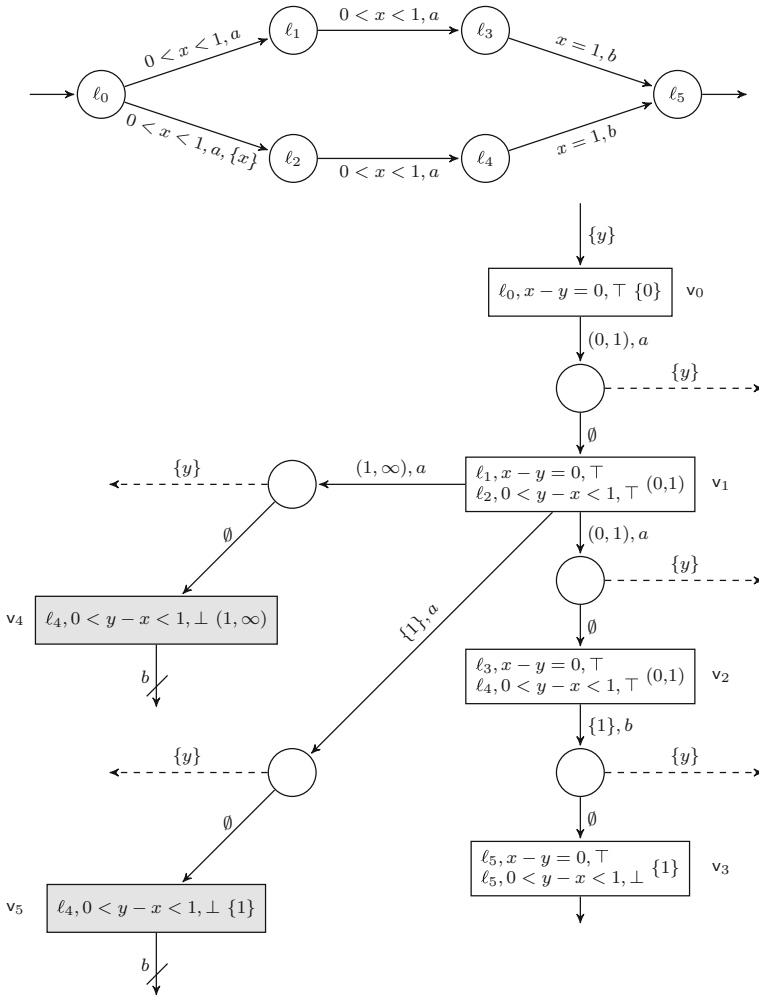 0 < x < 1, a
ℓ1
0 < x < 1, a
ℓ3
x = 1, b
ℓ0
ℓ5
0 < x < 1, a, {x}
ℓ2
0 < x < 1, a
ℓ4
x = 1, b
{y}
ℓ0, x − y = 0, ⊤ {0}
v0
(0, 1), a
{y}
∅
{y}
(1, ∞), a
ℓ1, x − y = 0, ⊤
ℓ2, 0 < y − x < 1, ⊤ (0,1)
v1
∅
(0, 1), a
{y}
{1}, a
∅
v4
ℓ4, 0 < y − x < 1, ⊥ (1, ∞)
b
ℓ3, x − y = 0, ⊤
ℓ4, 0 < y − x < 1, ⊤ (0,1)
v2
{1}, b
{y}
{y}
∅
∅
ℓ5, x − y = 0, ⊤
ℓ5, 0 < y − x < 1, ⊥ {1}
v3
v5
ℓ4, 0 < y − x < 1, ⊥ {1}
b